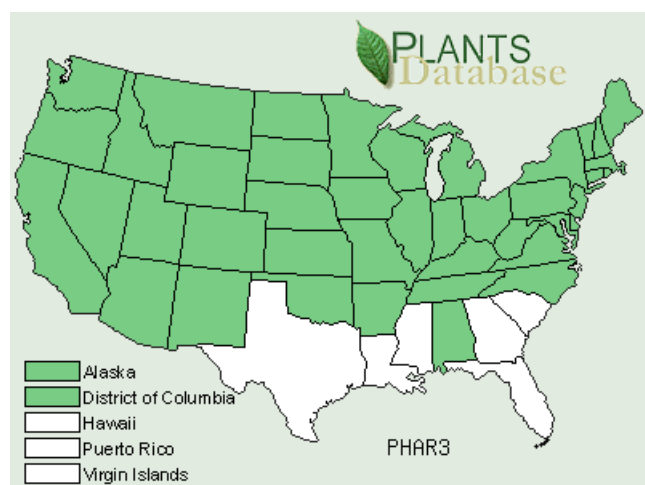 PLANTS
Database
Alaska
District of Columbia
Hawaii
Puerto Rico
Virgin Islands
PHAR3